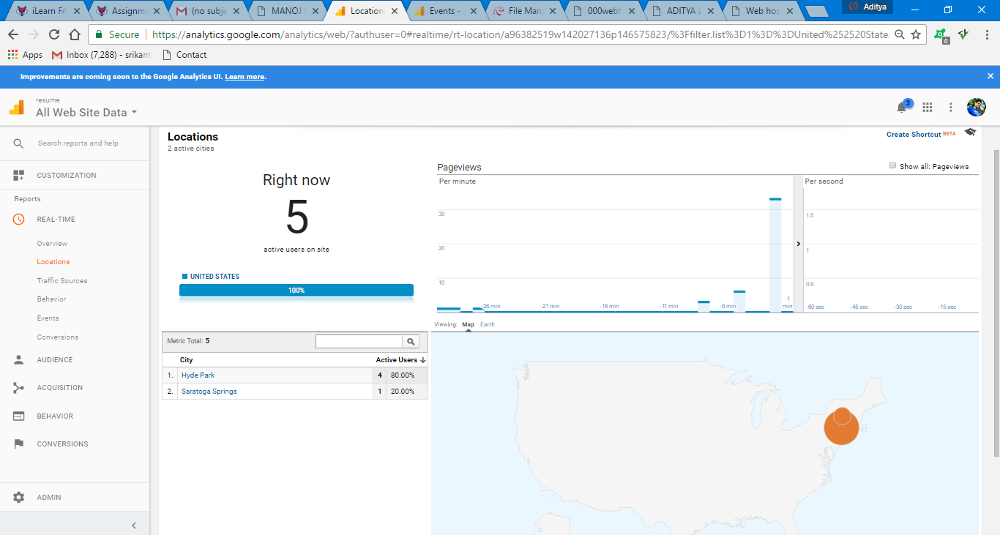 iLearn FA
Assignm
(no subje
MANOJ
Location
Events -
File Man
000webh
ADITYA
Web hos
Aditya
Secure
https://analytics.google.com/analytics/web/?authuser=0#realtime/rt-location/a96382519w142027136p146575823/%3Ffilter.list%3D1%3D%3DUnited%252520State
0
Apps
Inbox (7,288) - srikant
Contact
Improvements are coming soon to the Google Analytics UI. Learn more.
resume
All Web Site Data
3
Search reports and help
CUSTOMIZATION
Reports
REAL-TIME
Overview
Locations
Traffic Sources
Behavior
Events
Conversions
AUDIENCE
ACQUISITION
BEHAVIOR
CONVERSIONS
ADMIN
Locations
2 active cities
Create Shortcut BETA
Right now
5
active users on site
UNITED STATES
100%
Pageviews
Show all: Pageviews
Per minute
30
20
10
-26 min
-21 min
-16 min
-11 min
-6 min
-1 min
Per second
1.5
1
0.5
-60 sec
-45 sec
-30 sec
-15 sec
Viewing: Map Earth
Metric Total: 5
City Active Users
1. Hyde Park 4 80.00%
2. Saratoga Springs 1 20.00%